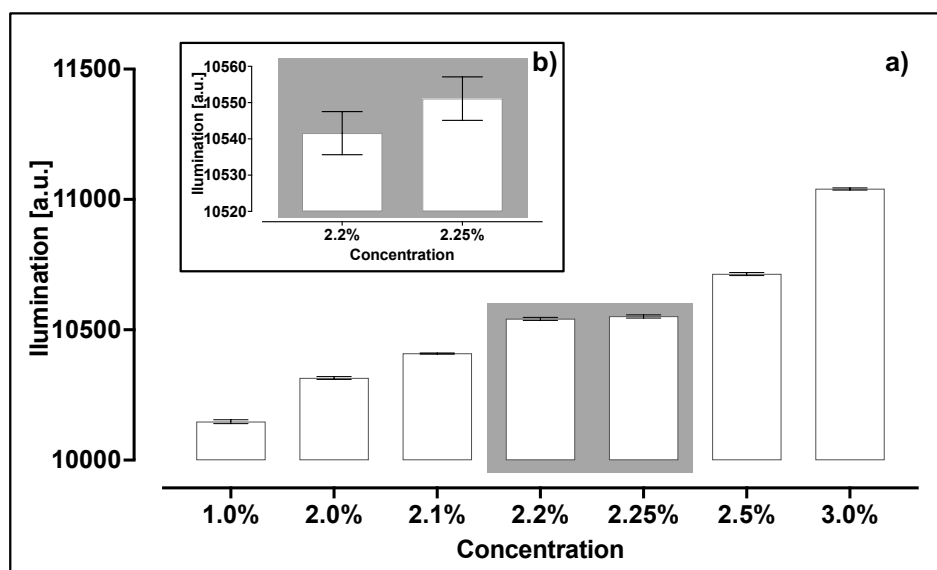 a)
11500
11000
10500
10000
Ilumination [a.u.]
1.0% 2.0% 2.1% 2.2% 2.25% 2.5% 3.0%
Concentration
b)
10560
10550
10540
10530
10520
Ilumination [a.u.]
2.2% 2.25%
Concentration